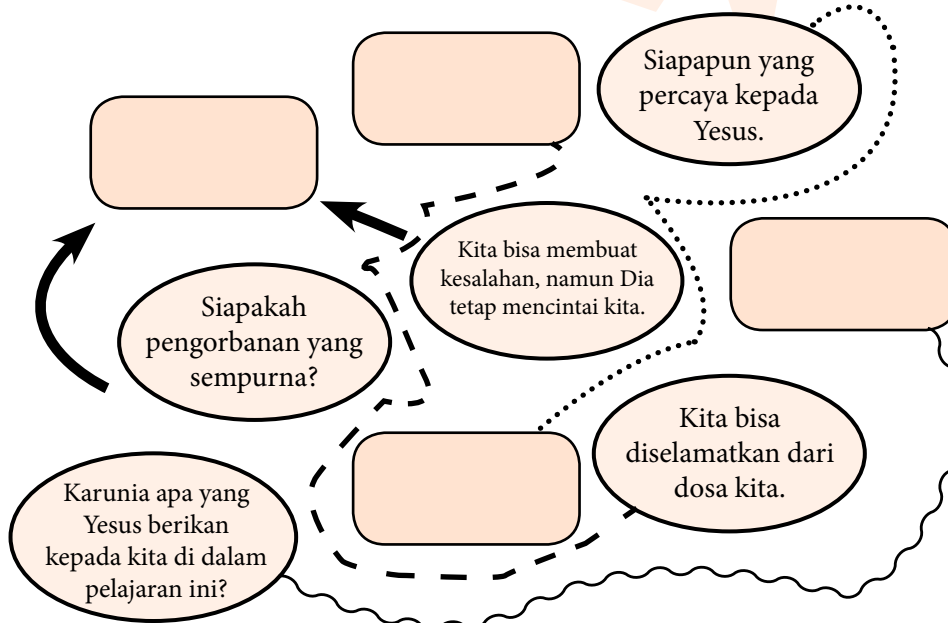 Siapapun yang
percaya kepada
Yesus.
Kita bisa membuat
kesalahan, namun Dia
tetap mencintai kita.
Siapakah
pengorbanan yang
sempurna?
Kita bisa
diselamatkan dari
dosa kita.
Karunia apa yang
Yesus berikan
kepada kita di dalam
pelajaran ini?